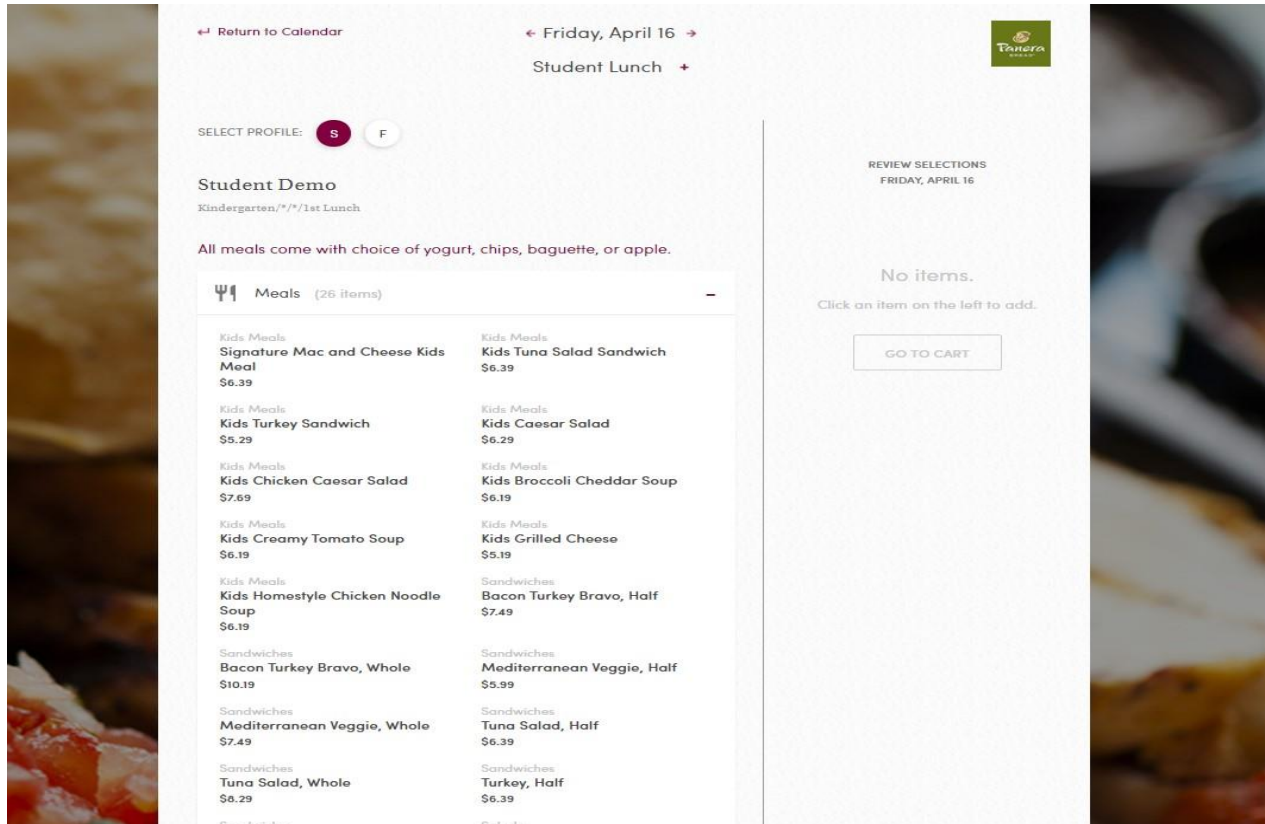 ↵ Return to Calendar
← Friday, April 16 →
Student Lunch +
Panera
BREAD
SELECT PROFILE: S F
Student Demo
Kindergarten/*/*/1st Lunch
All meals come with choice of yogurt, chips, baguette, or apple.
Meals (26 items) –
Kids Meals
Signature Mac and Cheese Kids
Meal
$6.39
Kids Meals
Kids Tuna Salad Sandwich
$6.39
Kids Meals
Kids Turkey Sandwich
$5.29
Kids Meals
Kids Caesar Salad
$6.29
Kids Meals
Kids Chicken Caesar Salad
$7.69
Kids Meals
Kids Broccoli Cheddar Soup
$6.19
Kids Meals
Kids Creamy Tomato Soup
$6.19
Kids Meals
Kids Grilled Cheese
$5.19
Kids Meals
Kids Homestyle Chicken Noodle
Soup
$6.19
Sandwiches
Bacon Turkey Bravo, Half
$7.49
Sandwiches
Bacon Turkey Bravo, Whole
$10.19
Sandwiches
Mediterranean Veggie, Half
$5.99
Sandwiches
Mediterranean Veggie, Whole
$7.49
Sandwiches
Tuna Salad, Half
$6.39
Sandwiches
Tuna Salad, Whole
$8.29
Sandwiches
Turkey, Half
$6.39
REVIEW SELECTIONS
FRIDAY, APRIL 16
No items.
Click an item on the left to add.
GO TO CART